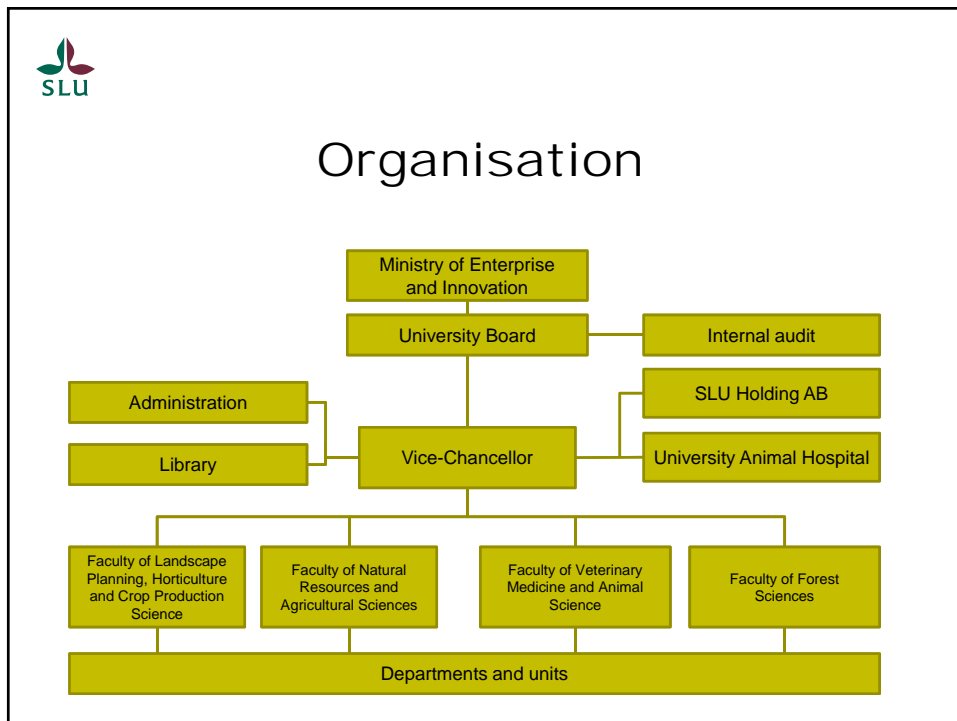 SLU
Organisation
Ministry of Enterprise
and Innovation
University Board
Internal audit
Administration
SLU Holding AB
Library
Vice-Chancellor
University Animal Hospital
Faculty of Landscape
Planning, Horticulture
and Crop Production
Science
Faculty of Natural
Resources and
Agricultural Sciences
Faculty of Veterinary
Medicine and Animal
Science
Faculty of Forest
Sciences
Departments and units